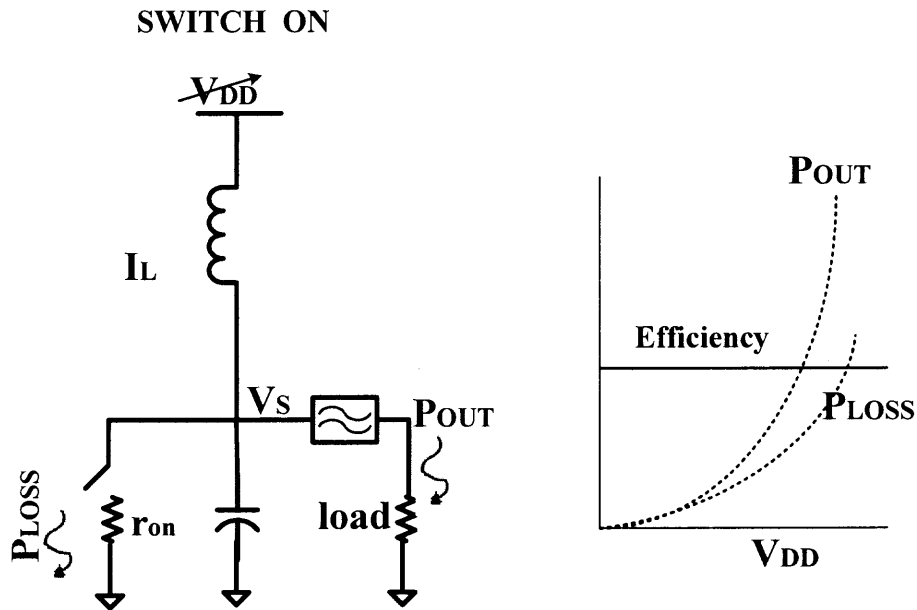 SWITCH ON
VDD
IL
VS
POUT
PLOSS
ron
load
POUT
Efficiency
PLOSS
VDD